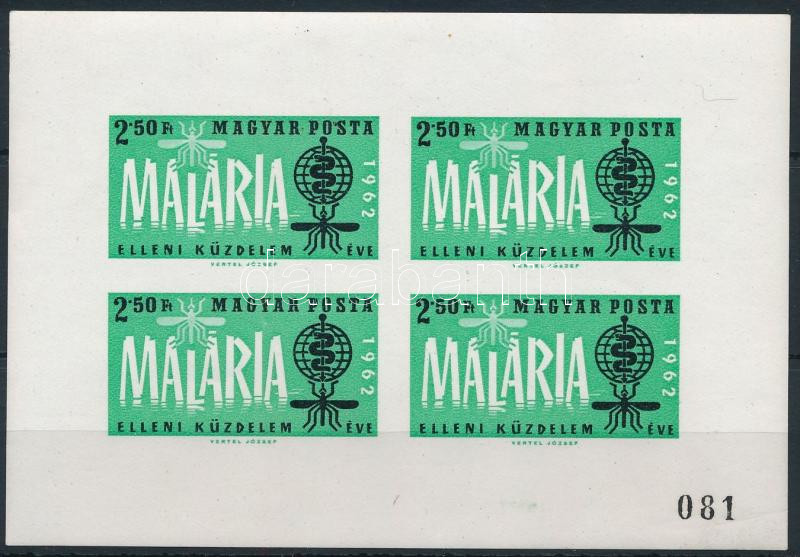 2·50 Ft MAGYAR POSTA
MALÁRIA
1962
ELLENI KÜZDELEM ÉVE
VERTEL JÓZSEF
2·50 Ft MAGYAR POSTA
MALÁRIA
1962
ELLENI KÜZDELEM ÉVE
VERTEL JÓZSEF
darabanth
2·50 Ft MAGYAR POSTA
MALÁRIA
1962
ELLENI KÜZDELEM ÉVE
VERTEL JÓZSEF
2·50 Ft MAGYAR POSTA
MALÁRIA
1962
ELLENI KÜZDELEM ÉVE
VERTEL JÓZSEF
081